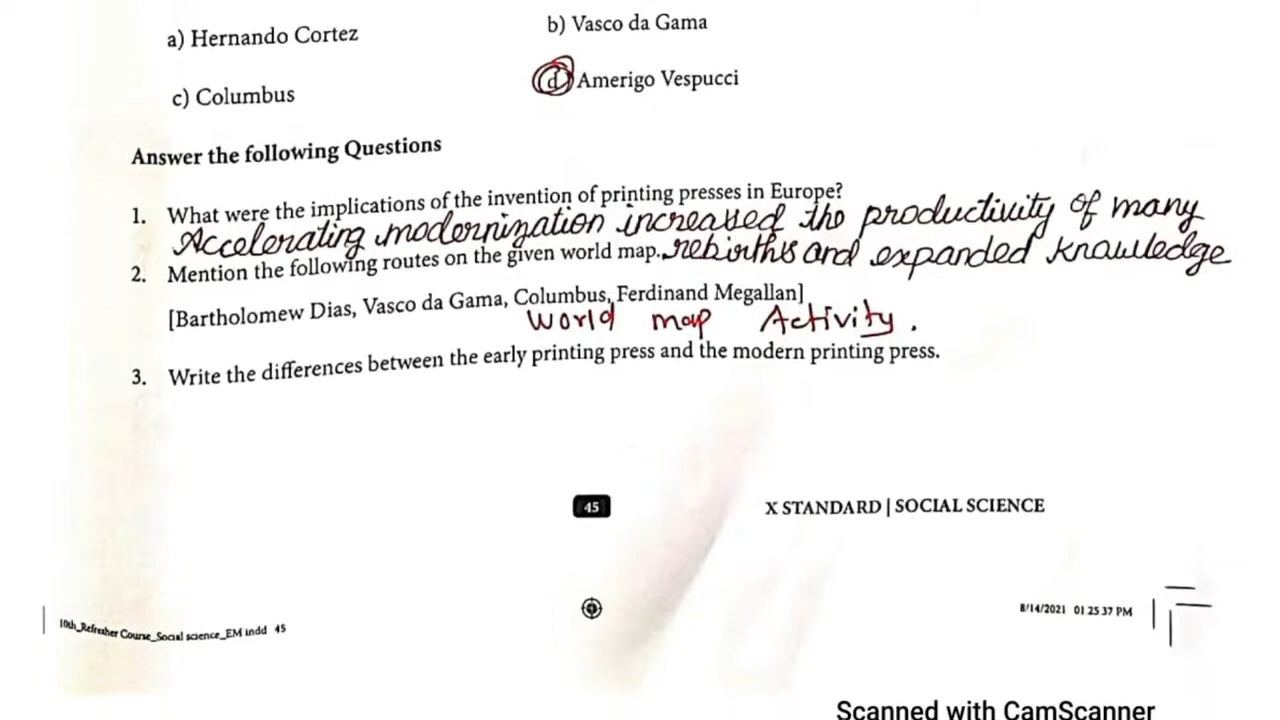 a) Hernando Cortez
b) Vasco da Gama
c) Columbus
d) Amerigo Vespucci
Answer the following Questions
1. What were the implications of the invention of printing presses in Europe?
Accelerating modernization increased the productivity of many
2. Mention the following routes on the given world map. rebirths and expanded knowledge
[Bartholomew Dias, Vasco da Gama, Columbus, Ferdinand Megallan]
World map Activity.
3. Write the differences between the early printing press and the modern printing press.
45
X STANDARD | SOCIAL SCIENCE
10th_Refresher Course_Social science_EM indd 45
8/14/2021 01 25 37 PM
Scanned with CamScanner